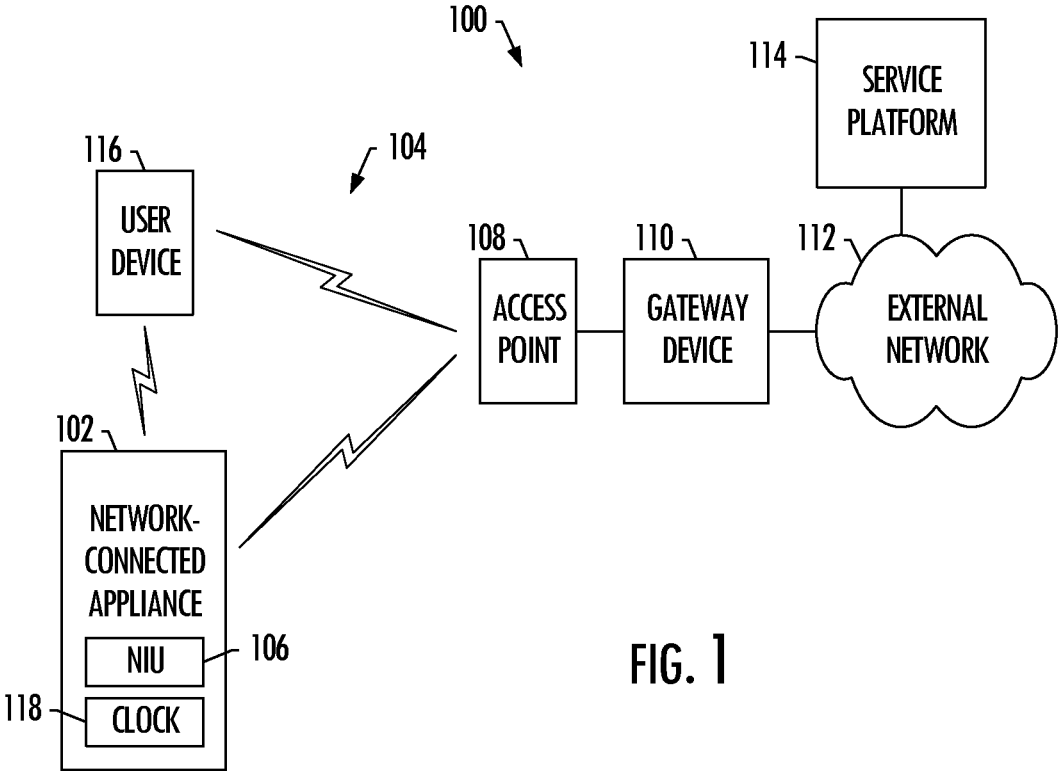 100
114
SERVICE
PLATFORM
116
104
USER
DEVICE
108
110
112
ACCESS
POINT
GATEWAY
DEVICE
EXTERNAL
NETWORK
102
NETWORK-
CONNECTED
APPLIANCE
NIU
106
118
CLOCK
FIG. 1